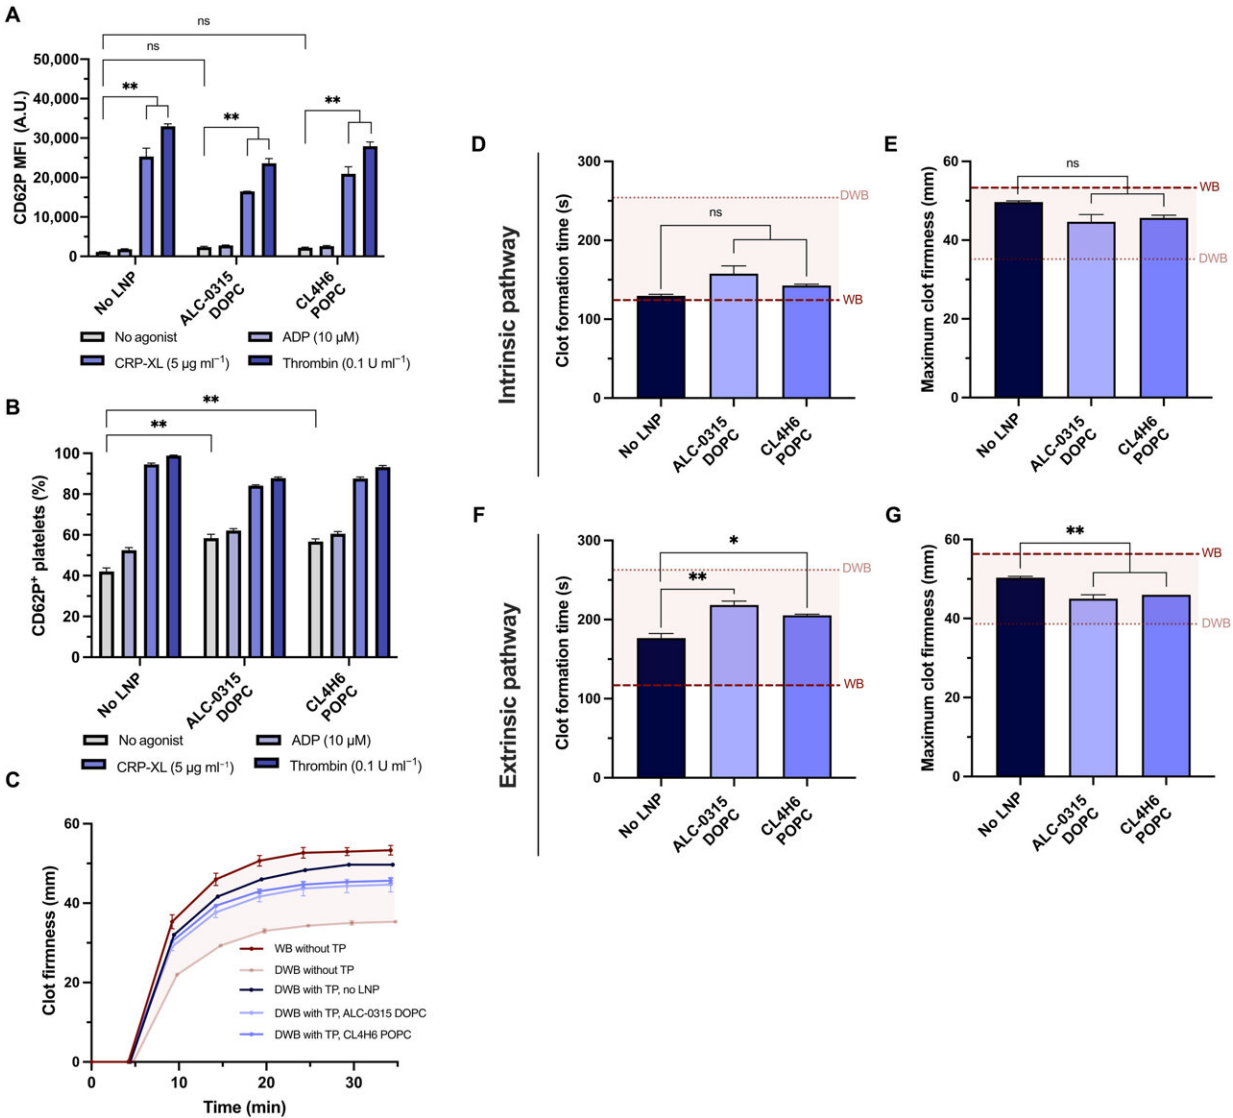 A
ns
ns
**
**
**
50,000
40,000
30,000
20,000
10,000
0
CD62P MFI (A.U.)
No LNP
ALC-0315
DOPC
CL4H6
POPC
No agonist
ADP (10 µM)
CRP-XL (5 µg ml⁻¹)
Thrombin (0.1 U ml⁻¹)
B
**
**
100
80
60
40
20
0
CD62P⁺ platelets (%)
No LNP
ALC-0315
DOPC
CL4H6
POPC
No agonist
ADP (10 µM)
CRP-XL (5 µg ml⁻¹)
Thrombin (0.1 U ml⁻¹)
C
60
40
20
0
Clot firmness (mm)
WB without TP
DWB without TP
DWB with TP, no LNP
DWB with TP, ALC-0315 DOPC
DWB with TP, CL4H6 POPC
0
10
20
30
Time (min)
Intrinsic pathway
D
300
200
100
0
Clot formation time (s)
DWB
ns
WB
No LNP
ALC-0315
DOPC
CL4H6
POPC
E
60
40
20
0
Maximum clot firmness (mm)
ns
WB
DWB
No LNP
ALC-0315
DOPC
CL4H6
POPC
Extrinsic pathway
F
300
200
100
0
Clot formation time (s)
*
DWB
**
WB
No LNP
ALC-0315
DOPC
CL4H6
POPC
G
60
40
20
0
Maximum clot firmness (mm)
**
WB
DWB
No LNP
ALC-0315
DOPC
CL4H6
POPC